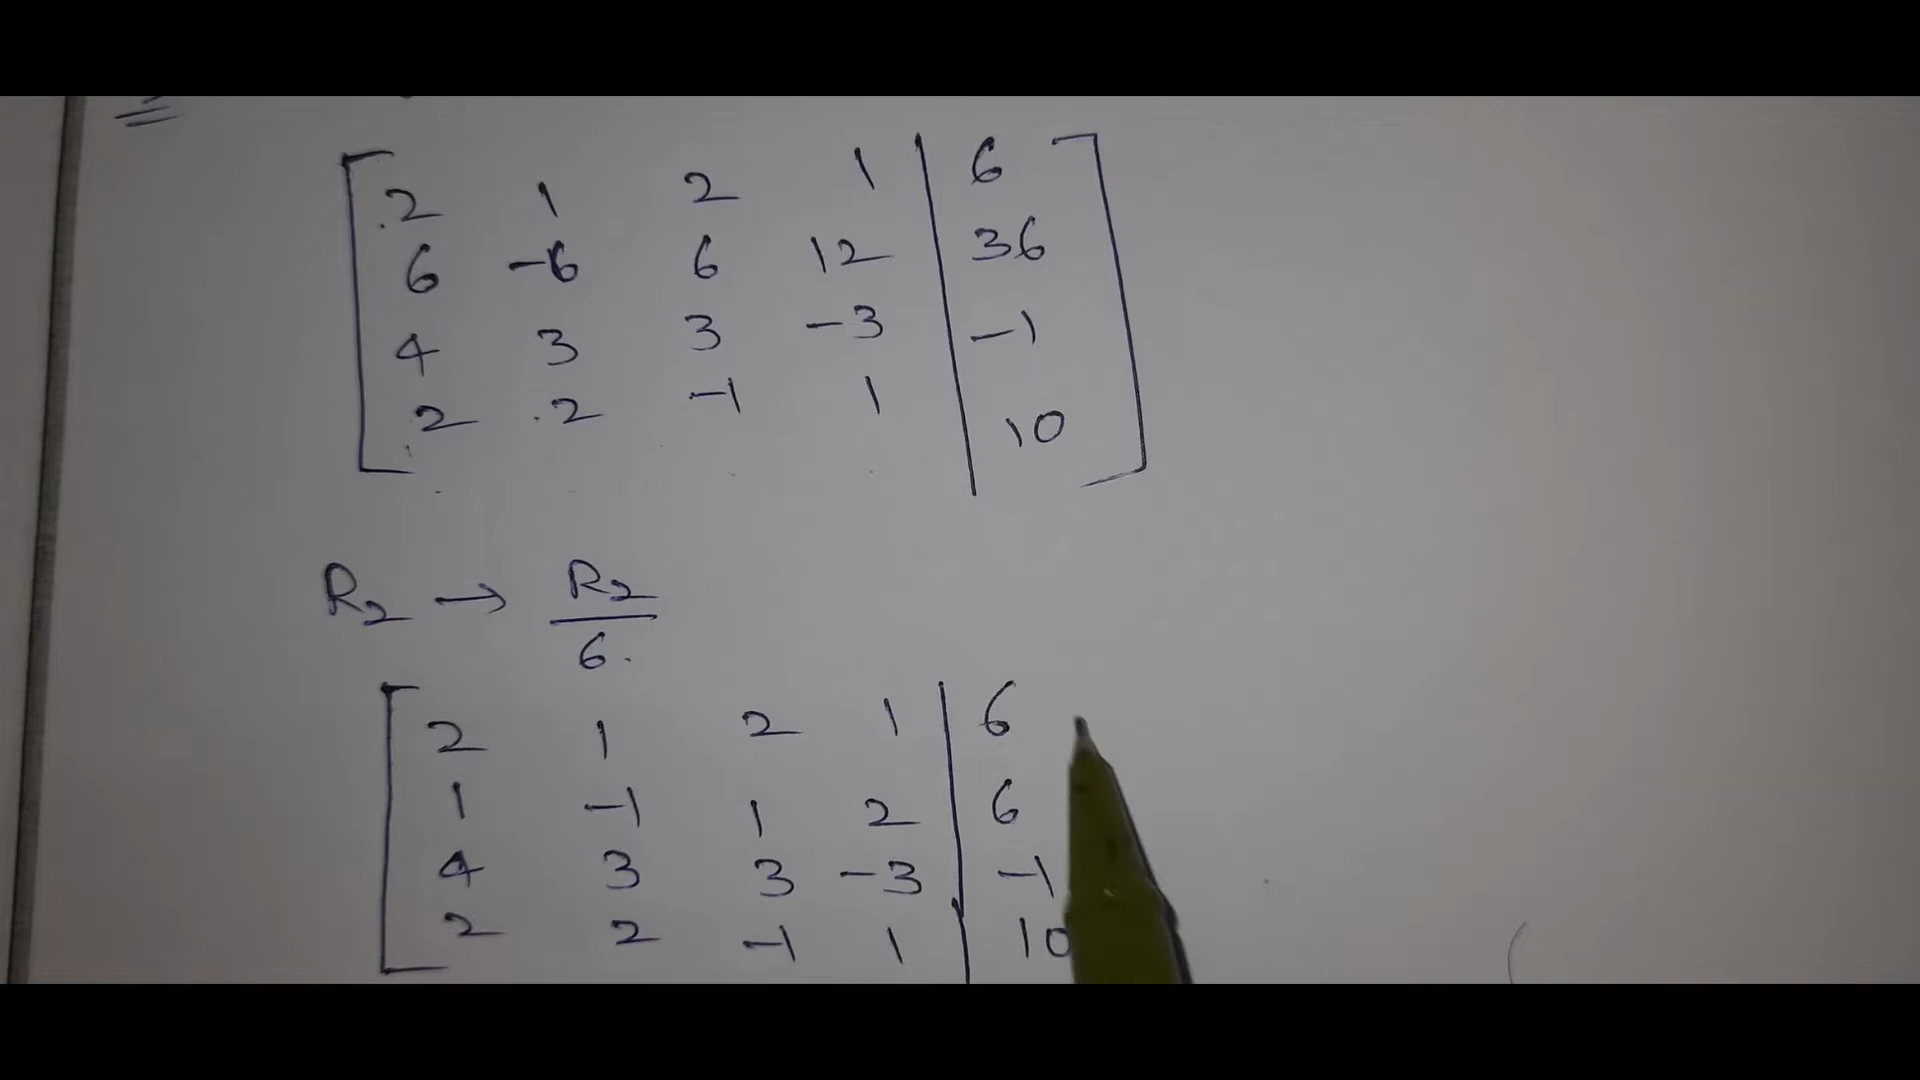 2 1 2 1 | 6
6 -6 6 12 | 36
4 3 3 -3 | -1
2 2 -1 1 | 10
R₂ → R₂/6.
2 1 2 1 | 6
1 -1 1 2 | 6
4 3 3 -3 | -1
2 2 -1 1 | 10